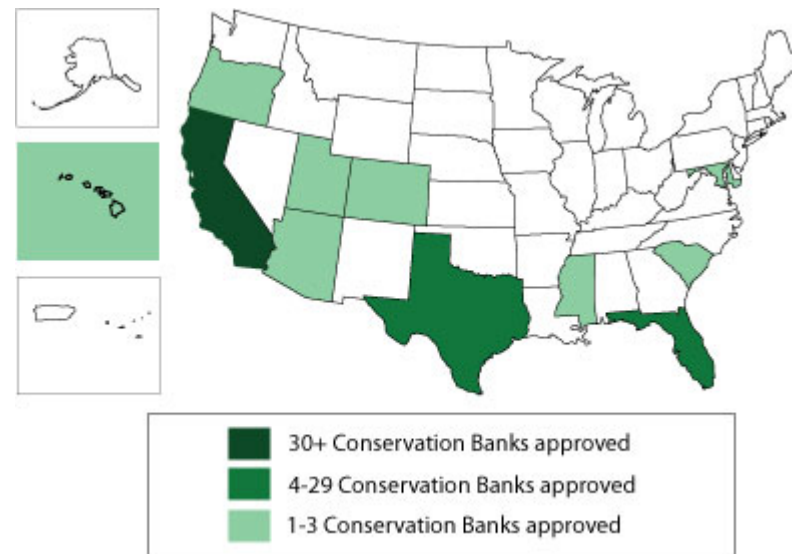 30+ Conservation Banks approved
4-29 Conservation Banks approved
1-3 Conservation Banks approved